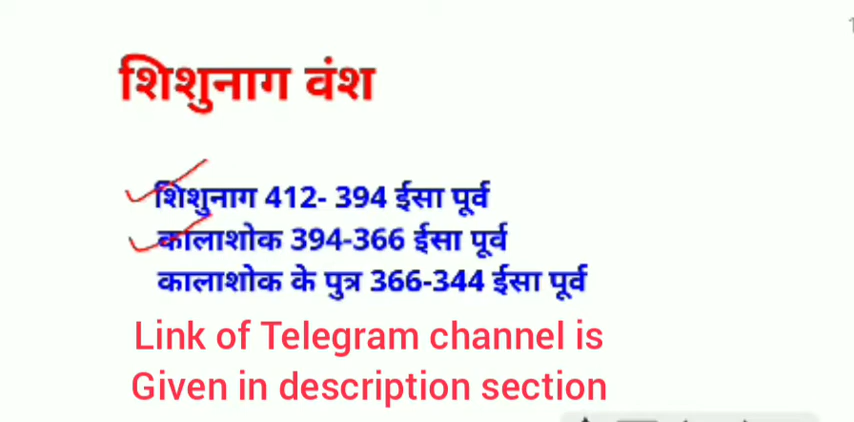 शिशुनाग वंश
शिशुनाग 412- 394 ईसा पूर्व
कालाशोक 394-366 ईसा पूर्व
कालाशोक के पुत्र 366-344 ईसा पूर्व
Link of Telegram channel is
Given in description section